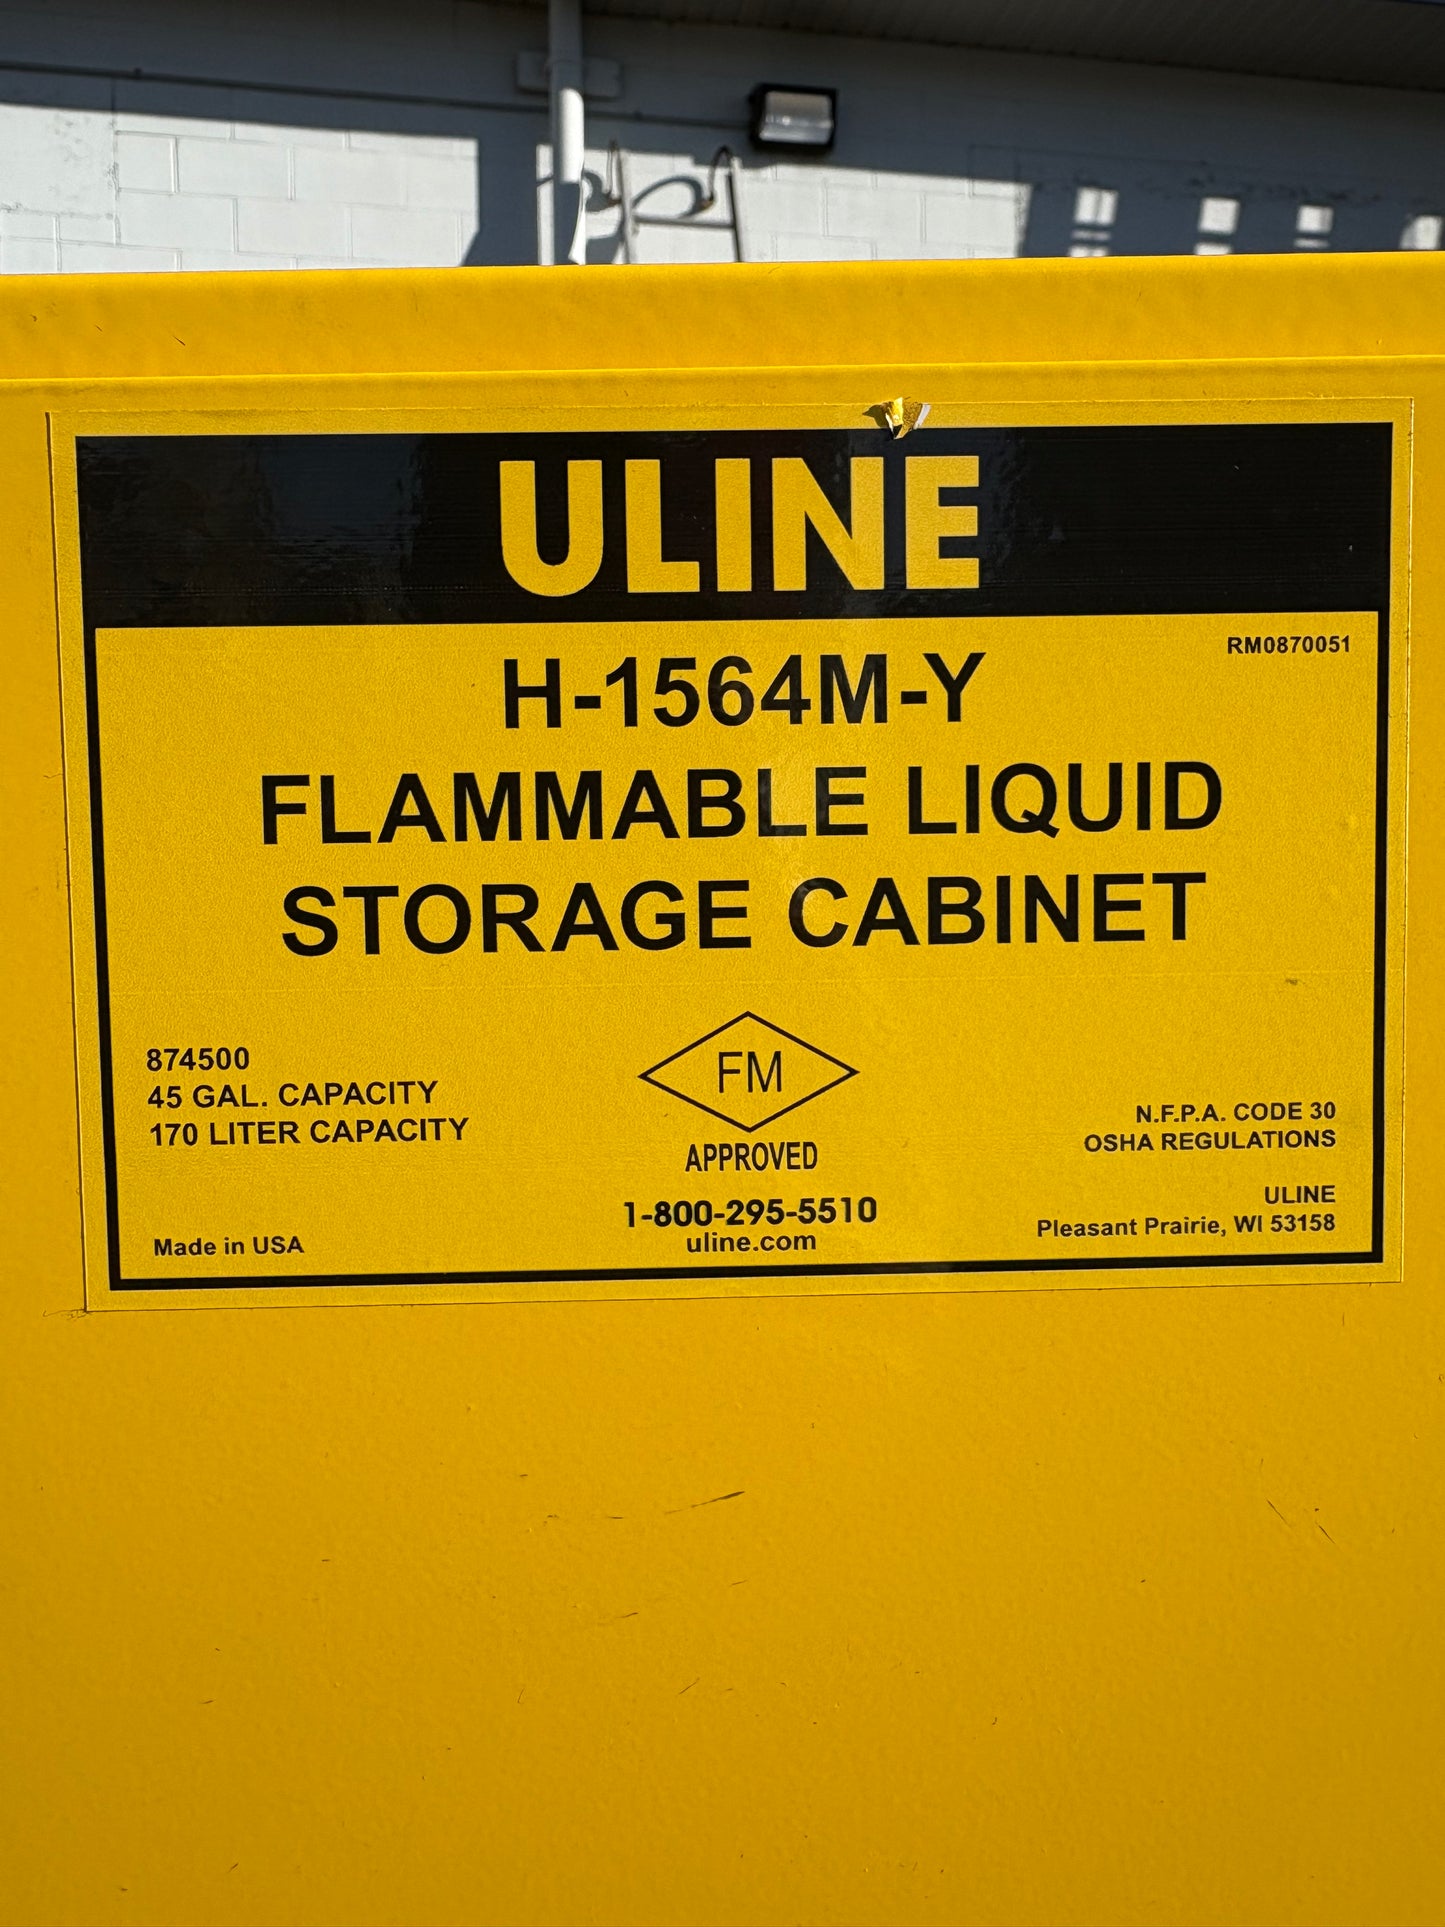 ULINE
RM0870051
H-1564M-Y
FLAMMABLE LIQUID
STORAGE CABINET
874500
45 GAL. CAPACITY
170 LITER CAPACITY
Made in USA
FM
APPROVED
1-800-295-5510
uline.com
N.F.P.A. CODE 30
OSHA REGULATIONS
ULINE
Pleasant Prairie, WI 53158